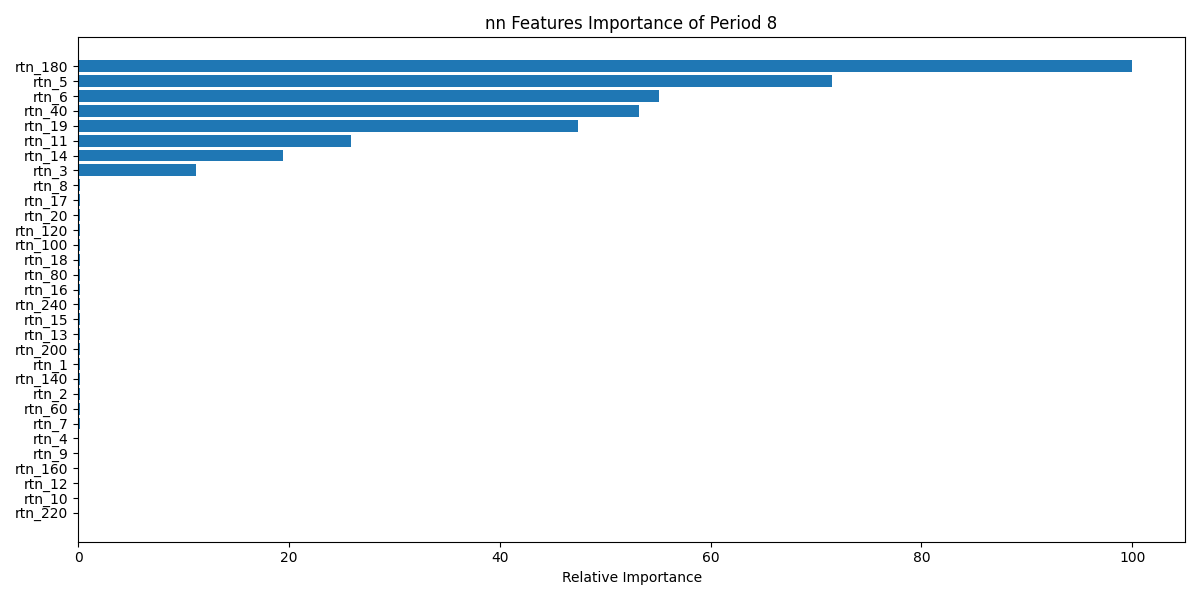 nn Features Importance of Period 8
rtn_180
rtn_5
rtn_6
rtn_40
rtn_19
rtn_11
rtn_14
rtn_3
rtn_8
rtn_17
rtn_20
rtn_120
rtn_100
rtn_18
rtn_80
rtn_16
rtn_240
rtn_15
rtn_13
rtn_200
rtn_1
rtn_140
rtn_2
rtn_60
rtn_7
rtn_4
rtn_9
rtn_160
rtn_12
rtn_10
rtn_220
0 20 40 60 80 100
Relative Importance